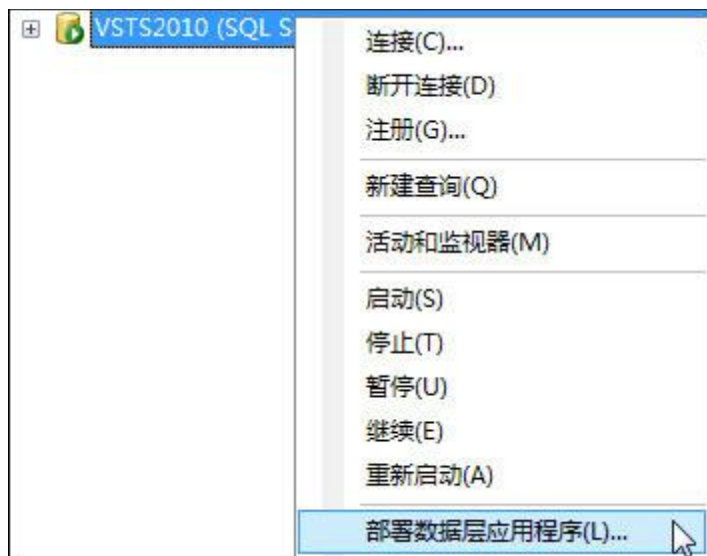 VSTS2010 (SQL S
连接(C)...
断开连接(D)
注册(G)...
新建查询(Q)
活动和监视器(M)
启动(S)
停止(T)
暂停(U)
继续(E)
重新启动(A)
部署数据层应用程序(L)...